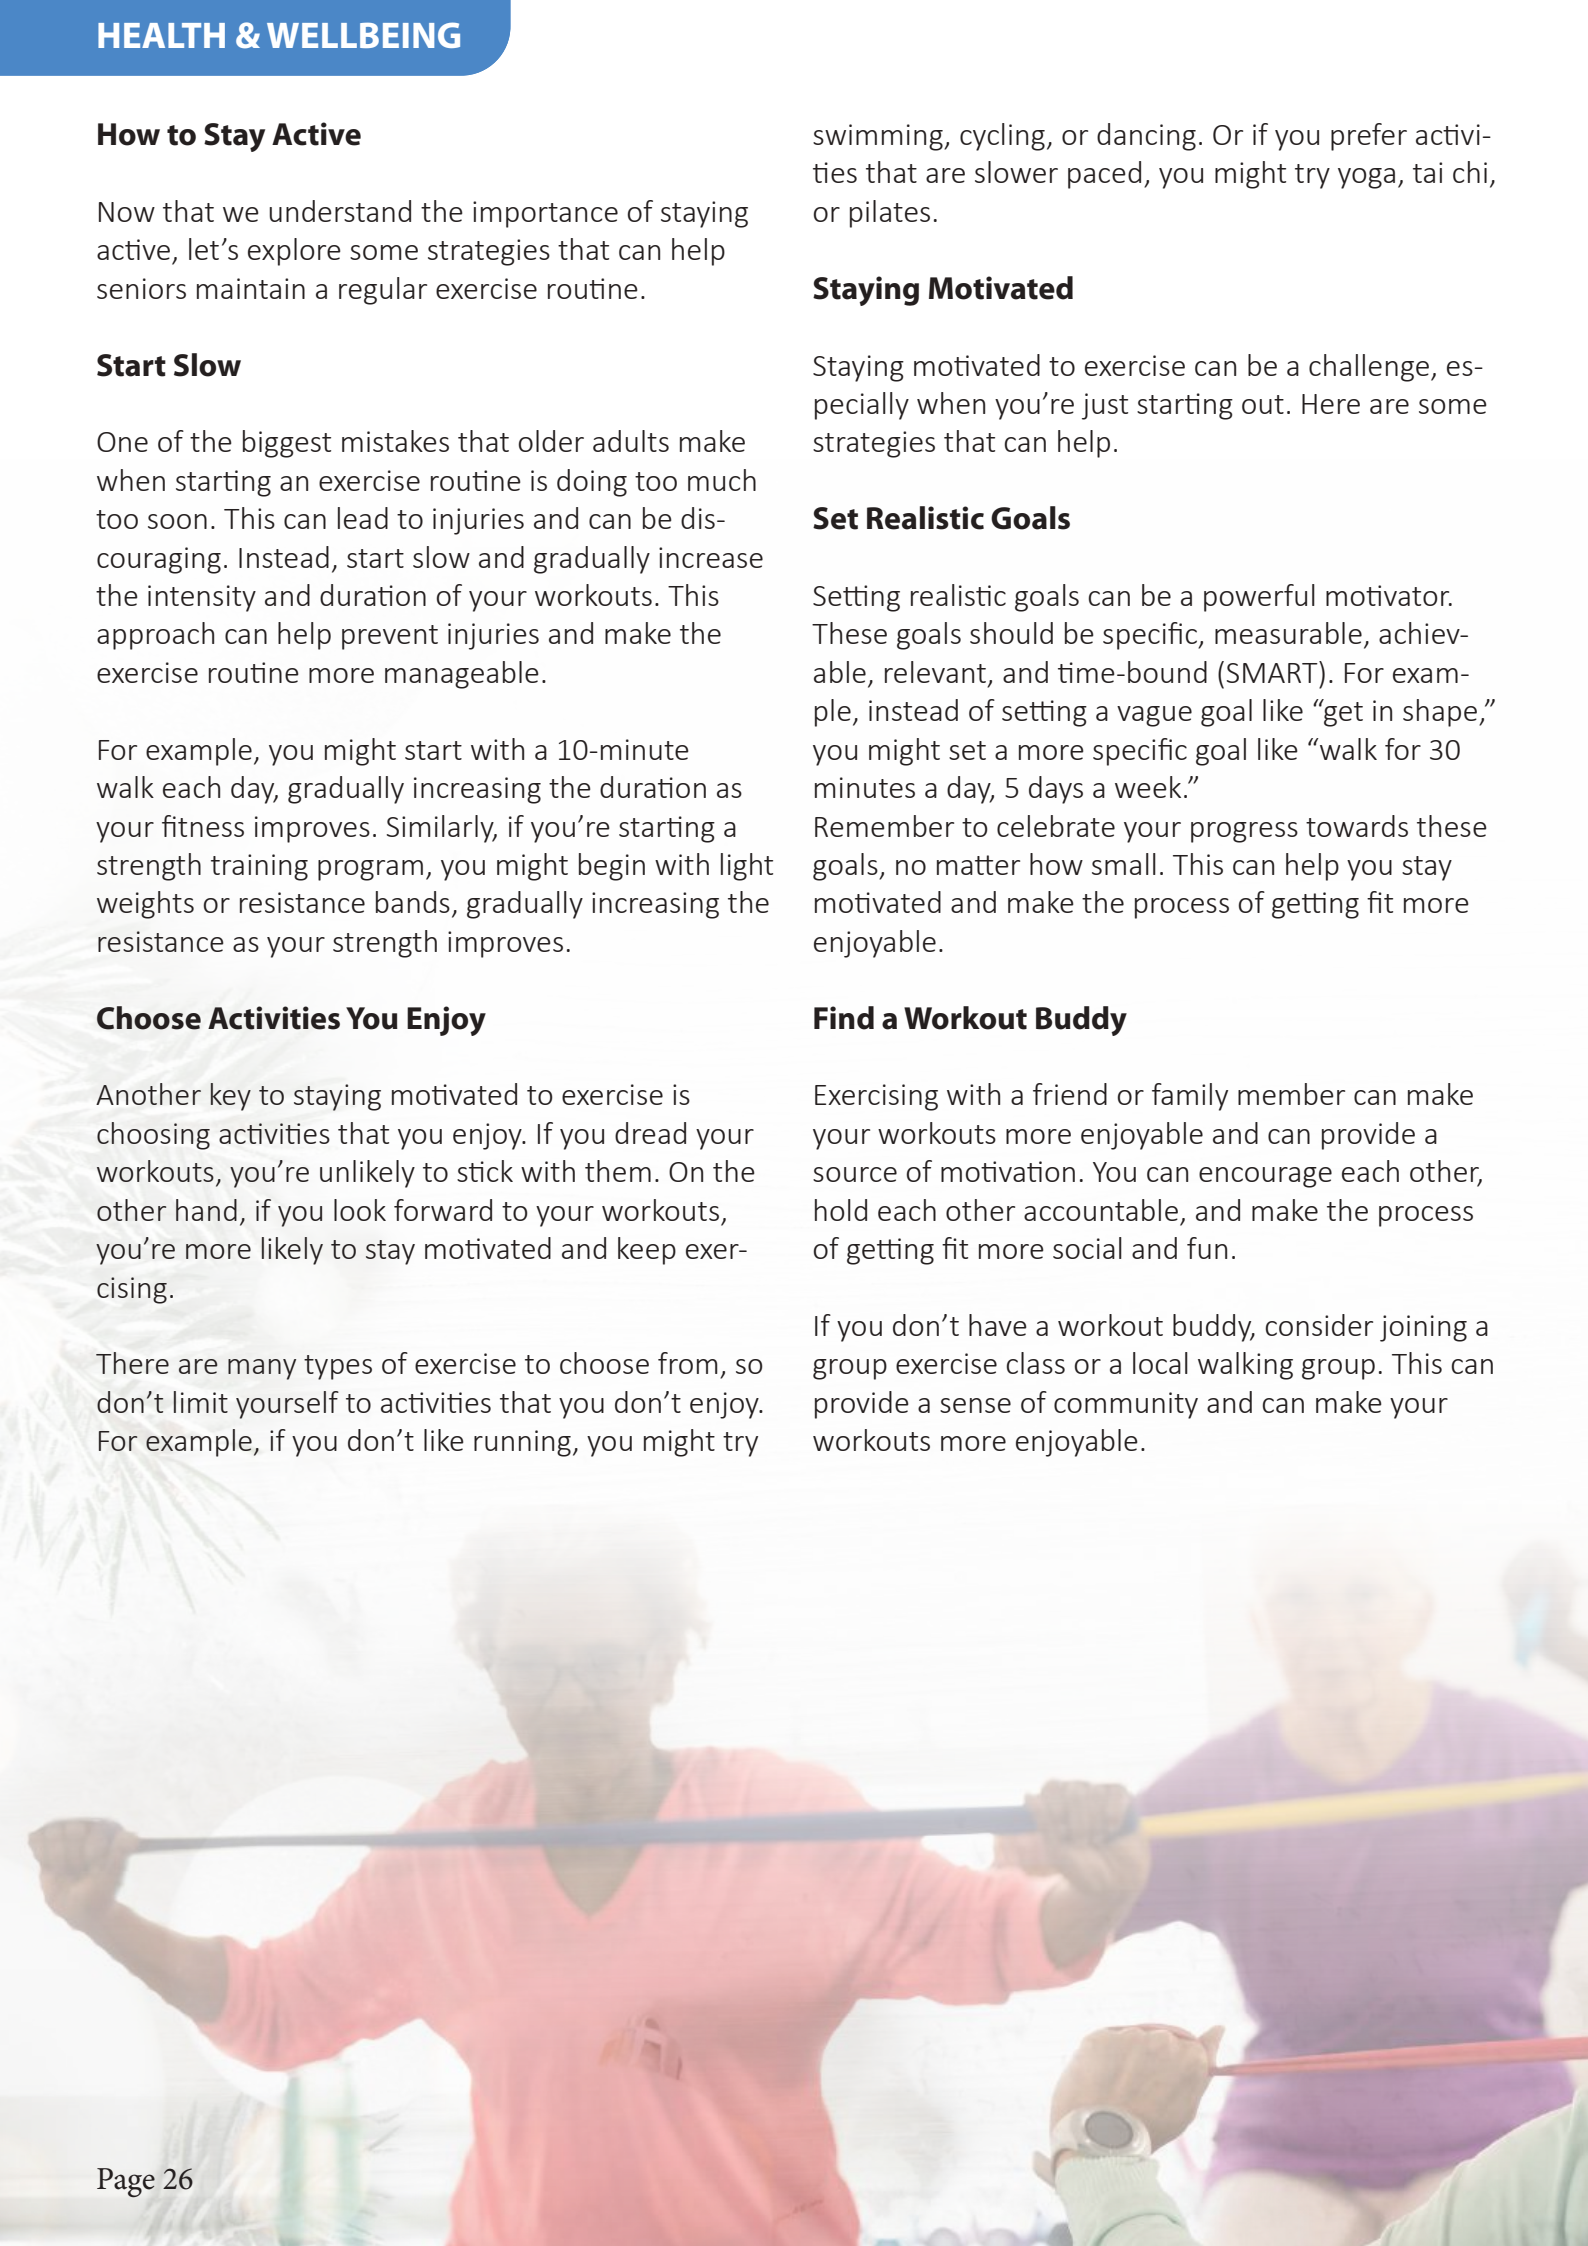 HEALTH & WELLBEING
How to Stay Active
Now that we understand the importance of staying
active, let’s explore some strategies that can help
seniors maintain a regular exercise routine.
Start Slow
One of the biggest mistakes that older adults make
when starting an exercise routine is doing too much
too soon. This can lead to injuries and can be dis-
couraging. Instead, start slow and gradually increase
the intensity and duration of your workouts. This
approach can help prevent injuries and make the
exercise routine more manageable.
For example, you might start with a 10-minute
walk each day, gradually increasing the duration as
your fitness improves. Similarly, if you’re starting a
strength training program, you might begin with light
weights or resistance bands, gradually increasing the
resistance as your strength improves.
Choose Activities You Enjoy
Another key to staying motivated to exercise is
choosing activities that you enjoy. If you dread your
workouts, you’re unlikely to stick with them. On the
other hand, if you look forward to your workouts,
you’re more likely to stay motivated and keep exer-
cising.
There are many types of exercise to choose from, so
don’t limit yourself to activities that you don’t enjoy.
For example, if you don’t like running, you might try
swimming, cycling, or dancing. Or if you prefer activi-
ties that are slower paced, you might try yoga, tai chi,
or pilates.
Staying Motivated
Staying motivated to exercise can be a challenge, es-
pecially when you’re just starting out. Here are some
strategies that can help.
Set Realistic Goals
Setting realistic goals can be a powerful motivator.
These goals should be specific, measurable, achiev-
able, relevant, and time-bound (SMART). For exam-
ple, instead of setting a vague goal like “get in shape,”
you might set a more specific goal like “walk for 30
minutes a day, 5 days a week.”
Remember to celebrate your progress towards these
goals, no matter how small. This can help you stay
motivated and make the process of getting fit more
enjoyable.
Find a Workout Buddy
Exercising with a friend or family member can make
your workouts more enjoyable and can provide a
source of motivation. You can encourage each other,
hold each other accountable, and make the process
of getting fit more social and fun.
If you don’t have a workout buddy, consider joining a
group exercise class or a local walking group. This can
provide a sense of community and can make your
workouts more enjoyable.
Page 26